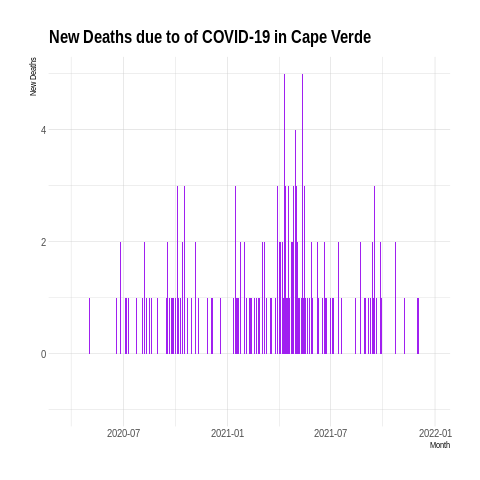 New Deaths due to of COVID-19 in Cape Verde
New Deaths
4
2
0
2020-07 2021-01 2021-07 2022-01
Month